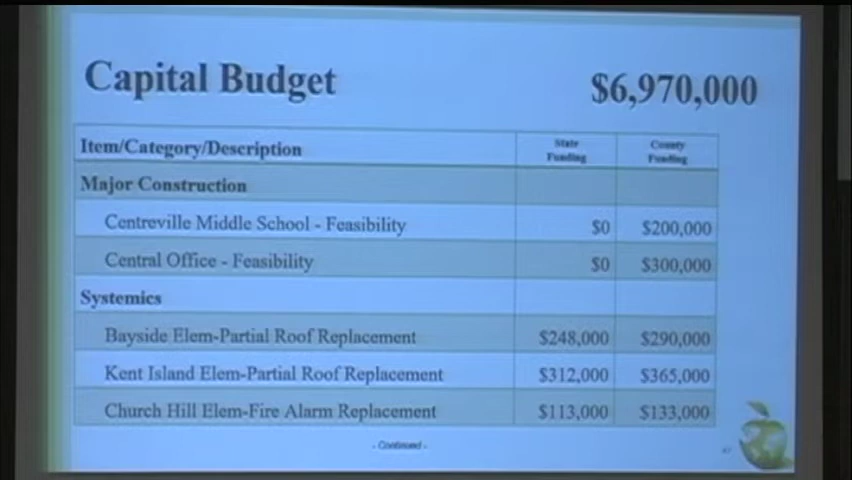 Capital Budget $6,970,000
Item/Category/Description State Funding County Funding
Major Construction
Centreville Middle School - Feasibility $0 $200,000
Central Office - Feasibility $0 $300,000
Systemics
Bayside Elem-Partial Roof Replacement $248,000 $290,000
Kent Island Elem-Partial Roof Replacement $312,000 $365,000
Church Hill Elem-Fire Alarm Replacement $113,000 $133,000
- Continued -